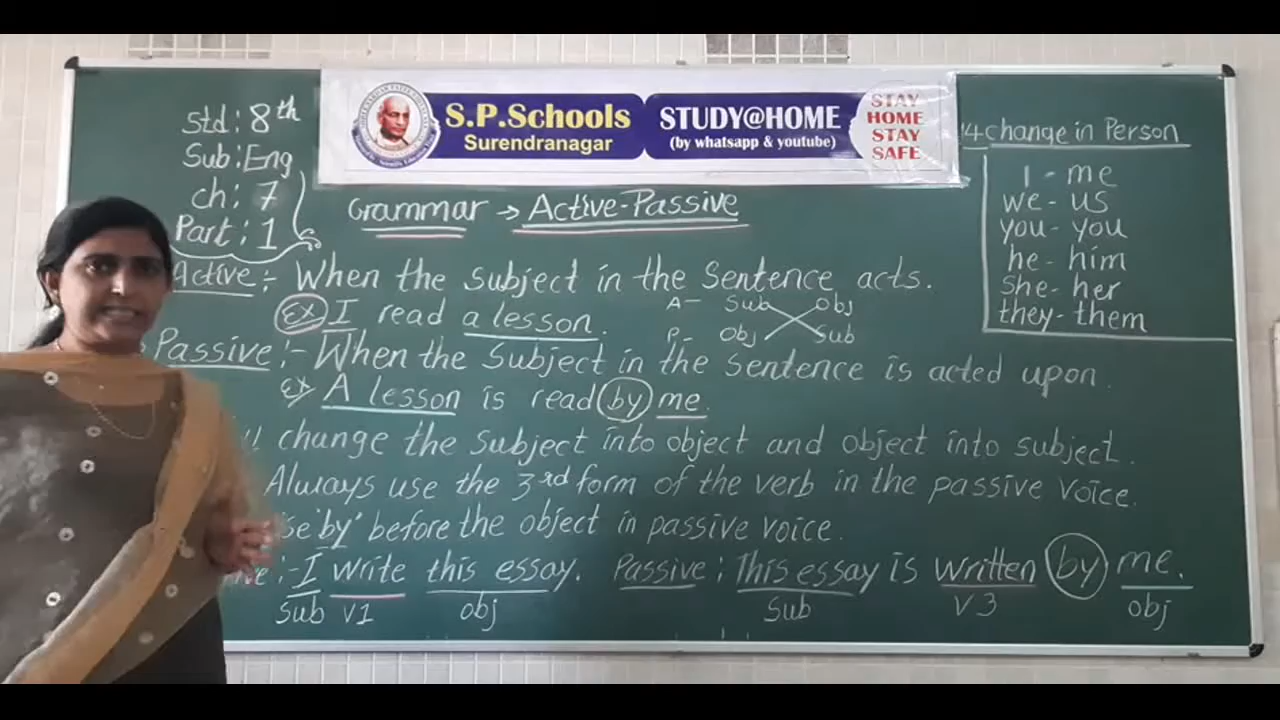 Std: 8th
Sub: Eng
ch: 7
Part: 1
S.P.Schools
Surendranagar
STUDY@HOME
(by whatsapp & youtube)
STAY
HOME
STAY
SAFE
Grammar → Active-Passive
Active :- When the Subject in the Sentence acts.
Ex I read a lesson.
A- Sub Obj
P- Obj Sub
Passive :- When the Subject in the Sentence is acted upon.
Ex A lesson is read by me.
change the Subject into object and object into subject.
Always use the 3rd form of the verb in the passive voice.
'by' before the object in passive voice.
:- I write this essay. Passive : This essay is written by me.
Sub V1 obj Sub V3 obj
4 change in Person
I - me
we - us
you - you
he - him
She - her
they - them